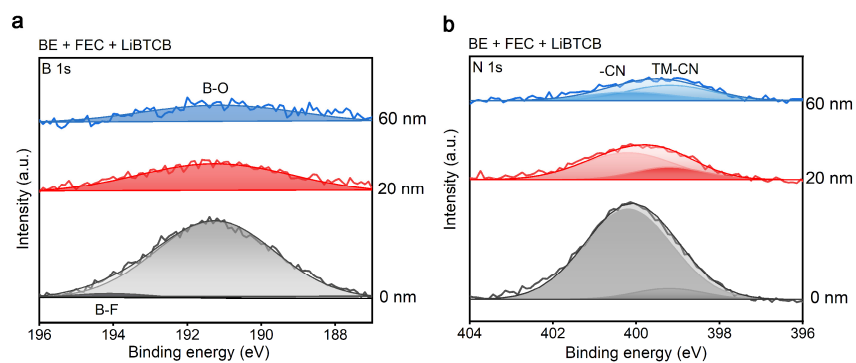 a
BE + FEC + LiBTCB
B 1s
B-O
60 nm
20 nm
0 nm
B-F
Intensity (a.u.)
196 194 192 190 188
Binding energy (eV)
b
BE + FEC + LiBTCB
N 1s
-CN TM-CN
60 nm
20 nm
0 nm
Intensity (a.u.)
404 402 400 398 396
Binding energy (eV)